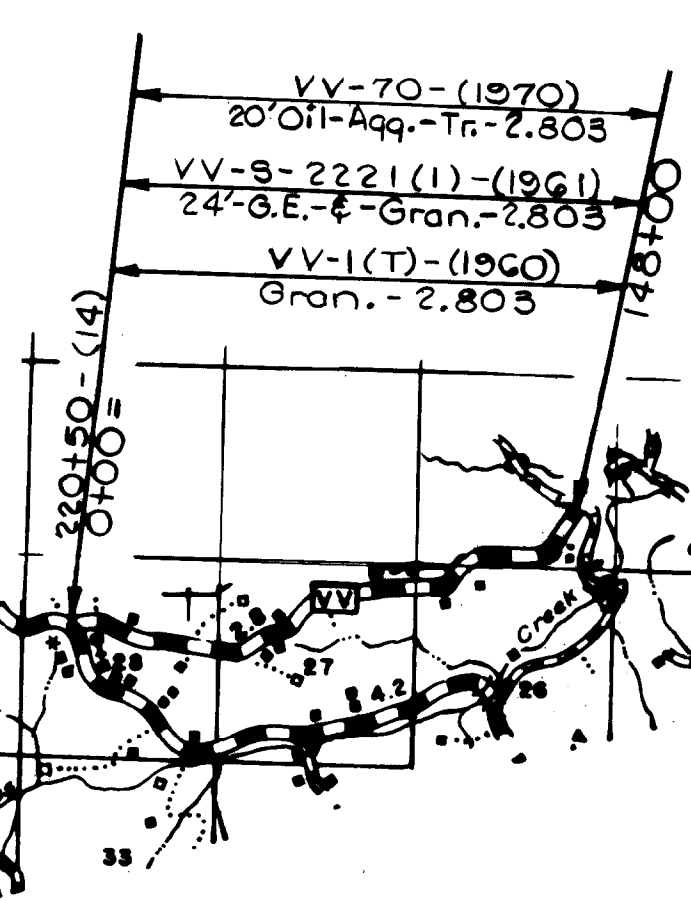 VV-70-(1970)
20'Oil-Agg.-Tr.-2.803
VV-S-2221(1)-(1961)
24'-G.E.-&-Gran.-2.803
VV-1(T)-(1960)
Gran.-2.803
148+00
220+50-(14)
0+00=
VV
2.8
Creek
28
27
4.2
26
33